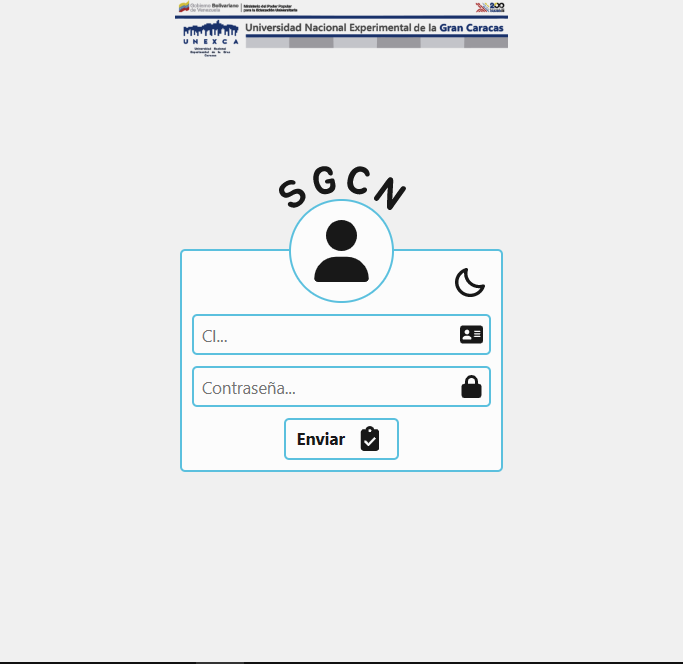 Gobierno Bolivariano de Venezuela
Ministerio del Poder Popular para la Educación Universitaria
200
Universidad Nacional Experimental de la Gran Caracas
UNEXCA
Universidad Nacional
Experimental de la Gran
Caracas
SGCN
CI...
Contraseña...
Enviar